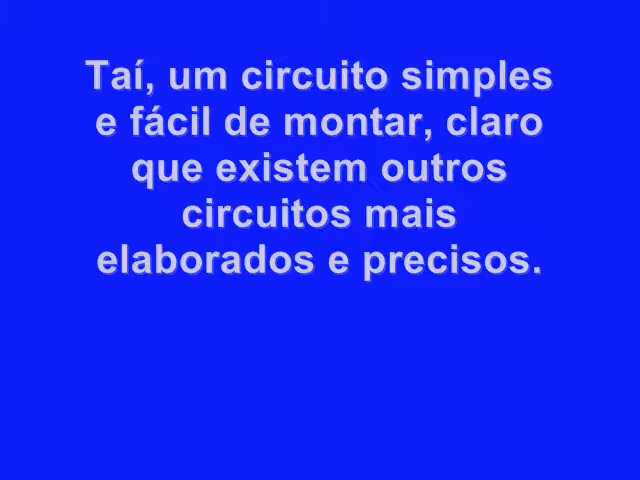 Taí, um circuito simples
e fácil de montar, claro
que existem outros
circuitos mais
elaborados e precisos.